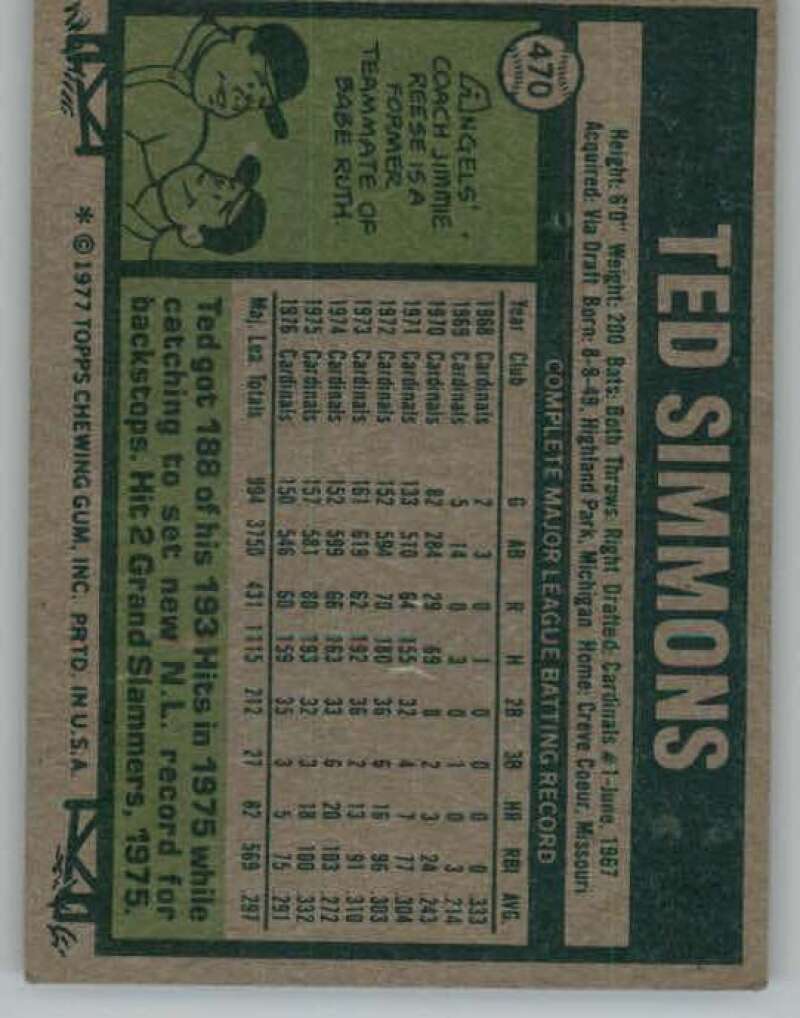 470
TED SIMMONS
Height: 6'0" Weight: 200 Bats: Both Throws: Right Drafted: Cardinals #1-June, 1967
Acquired: Via Draft Born: 8-9-49, Highland Park, Michigan Home: Creve Coeur, Missouri
COMPLETE MAJOR LEAGUE BATTING RECORD
Year Club G AB R H 2B 3B HR RBI AVG.
1968 Cardinals 2 3 0 1 0 0 0 0 .333
1969 Cardinals 5 14 0 3 0 1 0 3 .214
1970 Cardinals 82 284 29 69 8 2 3 24 .243
1971 Cardinals 133 510 64 155 32 4 7 77 .304
1972 Cardinals 152 594 70 180 36 6 16 96 .303
1973 Cardinals 161 619 62 192 36 2 13 91 .310
1974 Cardinals 152 599 66 163 33 6 20 103 .272
1975 Cardinals 157 581 80 193 32 3 18 100 .332
1976 Cardinals 150 546 60 159 35 3 5 75 .291
Maj. Lea. Totals 994 3750 431 1115 212 27 82 569 .297
ANGELS'
COACH JIMMIE
REESE IS A
FORMER
TEAMMATE OF
BABE RUTH.
Ted got 188 of his 193 Hits in 1975 while
catching to set new N.L. record for
backstops. Hit 2 Grand Slammers, 1975.
* © 1977 TOPPS CHEWING GUM, INC. PRTD. IN U.S.A.